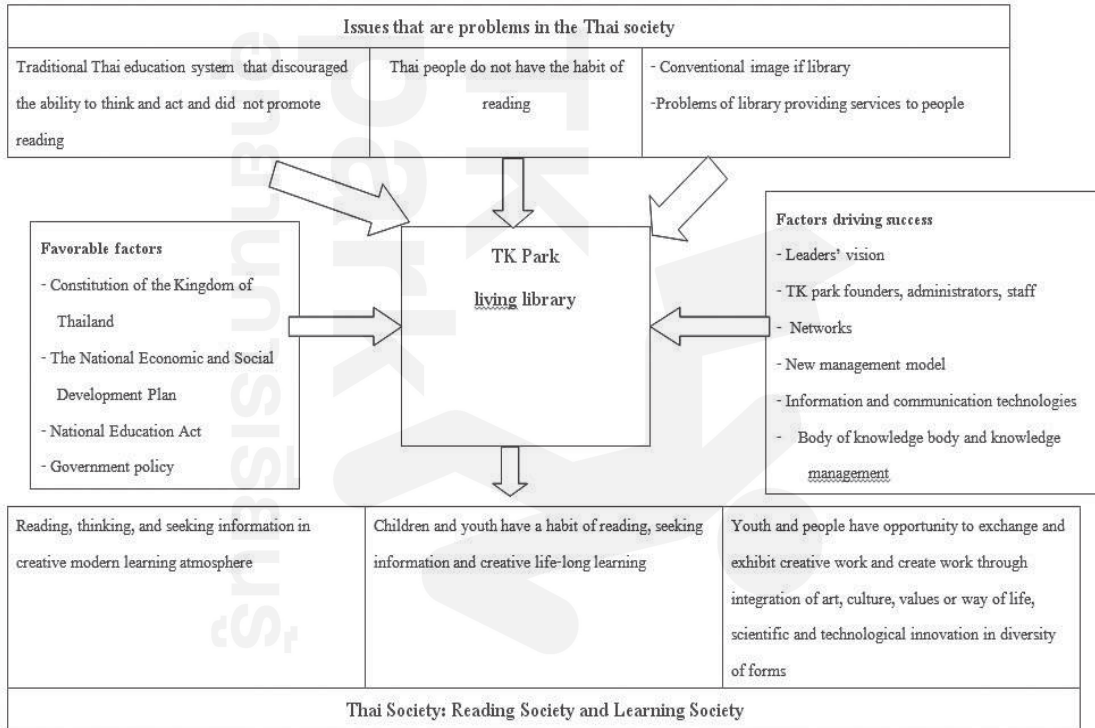 Issues that are problems in the Thai society
Traditional Thai education system that discouraged
the ability to think and act and did not promote
reading
Thai people do not have the habit of
reading
- Conventional image if library
-Problems of library providing services to people
Favorable factors
- Constitution of the Kingdom of
Thailand
- The National Economic and Social
Development Plan
- National Education Act
- Government policy
TK Park
living library
Factors driving success
- Leaders' vision
- TK park founders, administrators, staff
- Networks
- New management model
- Information and communication technologies
- Body of knowledge body and knowledge
management
Reading, thinking, and seeking information in
creative modern learning atmosphere
Children and youth have a habit of reading, seeking
information and creative life-long learning
Youth and people have opportunity to exchange and
exhibit creative work and create work through
integration of art, culture, values or way of life,
scientific and technological innovation in diversity
of forms
Thai Society: Reading Society and Learning Society
TK
park